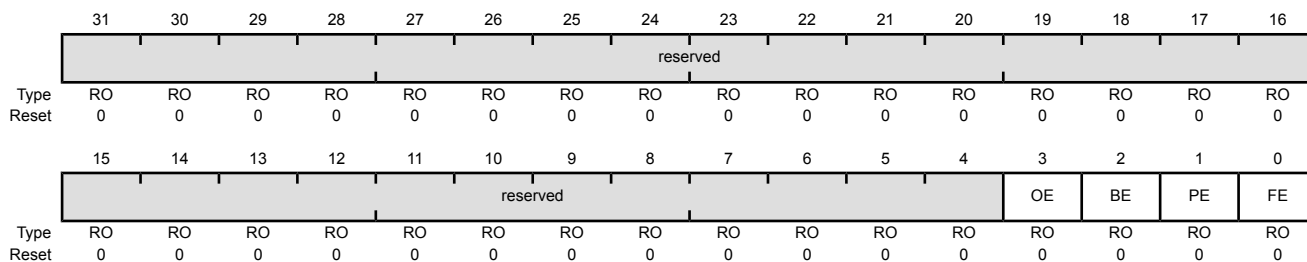 31 30 29 28 27 26 25 24 23 22 21 20 19 18 17 16
reserved
Type RO RO RO RO RO RO RO RO RO RO RO RO RO RO RO RO
Reset 0 0 0 0 0 0 0 0 0 0 0 0 0 0 0 0
15 14 13 12 11 10 9 8 7 6 5 4 3 2 1 0
reserved OE BE PE FE
Type RO RO RO RO RO RO RO RO RO RO RO RO RO RO RO RO
Reset 0 0 0 0 0 0 0 0 0 0 0 0 0 0 0 0